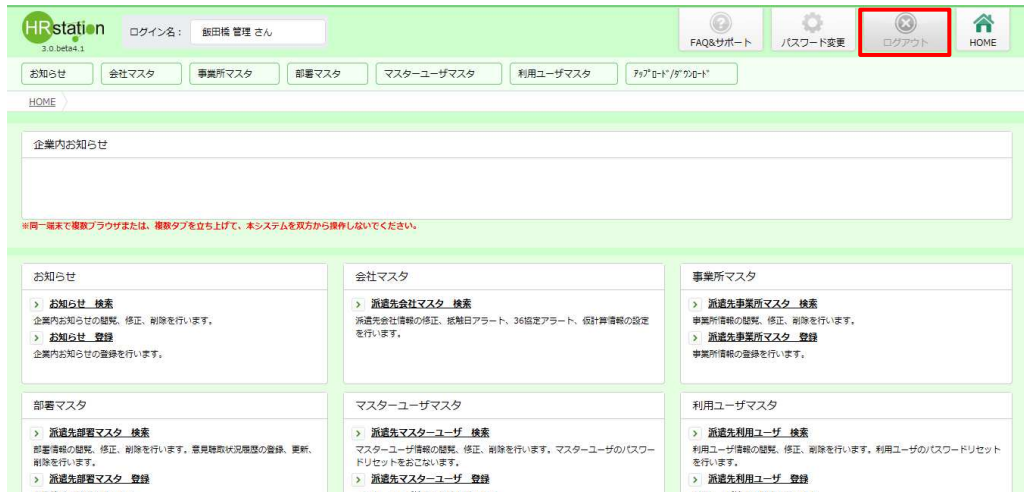 HRstation
3.0.beta4.1
ログイン名： 飯田橋 管理 さん
FAQ&サポート パスワード変更 ログアウト HOME
お知らせ 会社マスタ 事業所マスタ 部署マスタ マスターユーザマスタ 利用ユーザマスタ ｱｯﾌﾟﾛｰﾄﾞ/ﾀﾞｳﾝﾛｰﾄﾞ
HOME
企業内お知らせ
※同一端末で複数ブラウザまたは、複数タブを立ち上げて、本システムを双方から操作しないでください。
お知らせ
お知らせ 検索
企業内お知らせの閲覧、修正、削除を行います。
お知らせ 登録
企業内お知らせの登録を行います。
会社マスタ
派遣先会社マスタ 検索
派遣先会社情報の修正、抵触日アラート、36協定アラート、仮計算情報の設定
を行います。
事業所マスタ
派遣先事業所マスタ 検索
事業所情報の閲覧、修正、削除を行います。
派遣先事業所マスタ 登録
事業所情報の登録を行います。
部署マスタ
派遣先部署マスタ 検索
部署情報の閲覧、修正、削除を行います。意見聴取状況履歴の登録、更新、
削除を行います。
派遣先部署マスタ 登録
マスターユーザマスタ
派遣先マスターユーザ 検索
マスターユーザ情報の閲覧、修正、削除を行います。マスターユーザのパスワー
ドリセットをおこないます。
派遣先マスターユーザ 登録
利用ユーザマスタ
派遣先利用ユーザ 検索
利用ユーザ情報の閲覧、修正、削除を行います。利用ユーザのパスワードリセット
を行います。
派遣先利用ユーザ 登録